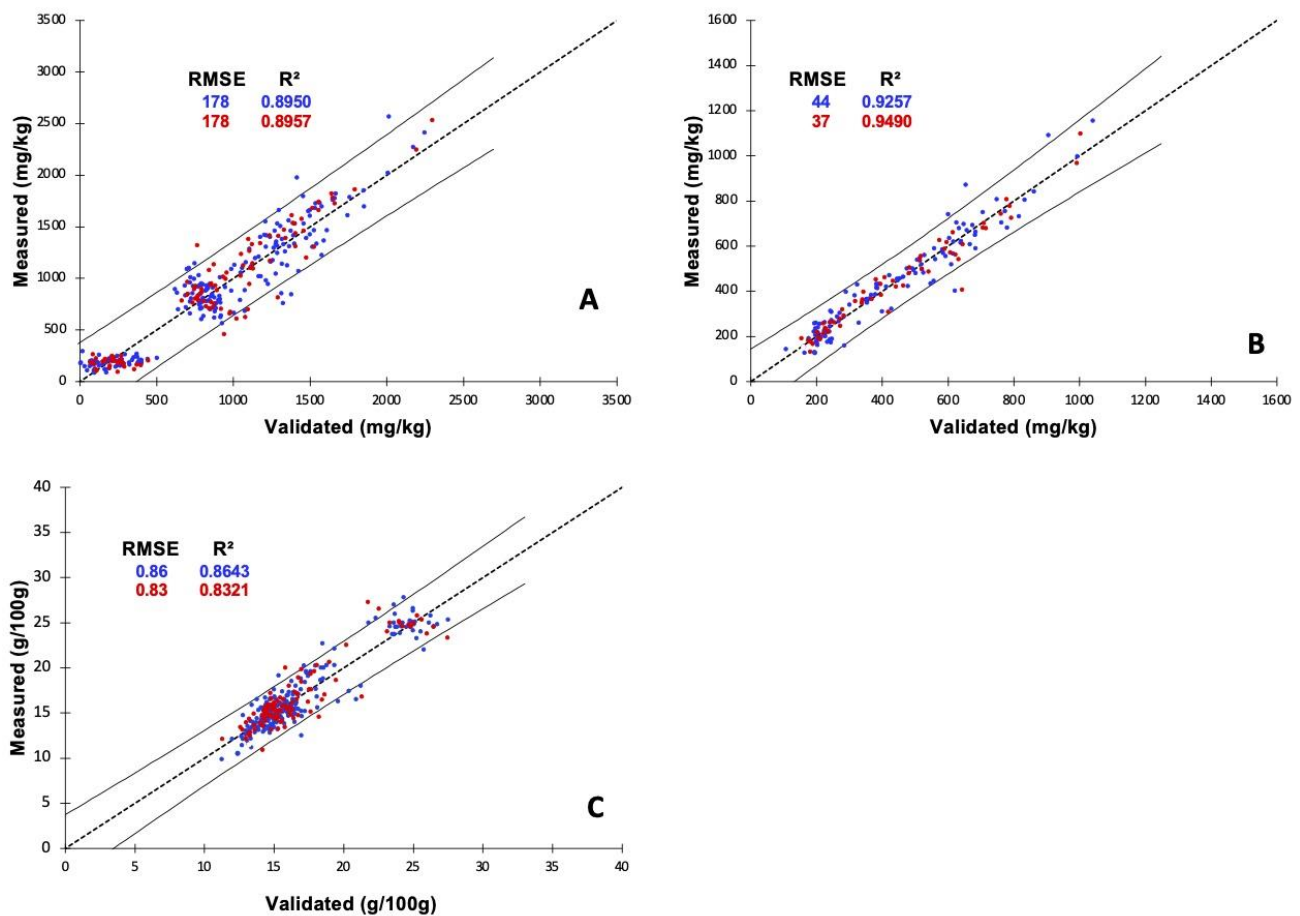 3500
3000
2500
2000
1500
1000
500
0
0 500 1000 1500 2000 2500 3000 3500
Measured (mg/kg)
Validated (mg/kg)
RMSE R²
178 0.8950
178 0.8957
A
1600
1400
1200
1000
800
600
400
200
0
0 200 400 600 800 1000 1200 1400 1600
Measured (mg/kg)
Validated (mg/kg)
RMSE R²
44 0.9257
37 0.9490
B
40
35
30
25
20
15
10
5
0
0 5 10 15 20 25 30 35 40
Measured (g/100g)
Validated (g/100g)
RMSE R²
0.86 0.8643
0.83 0.8321
C